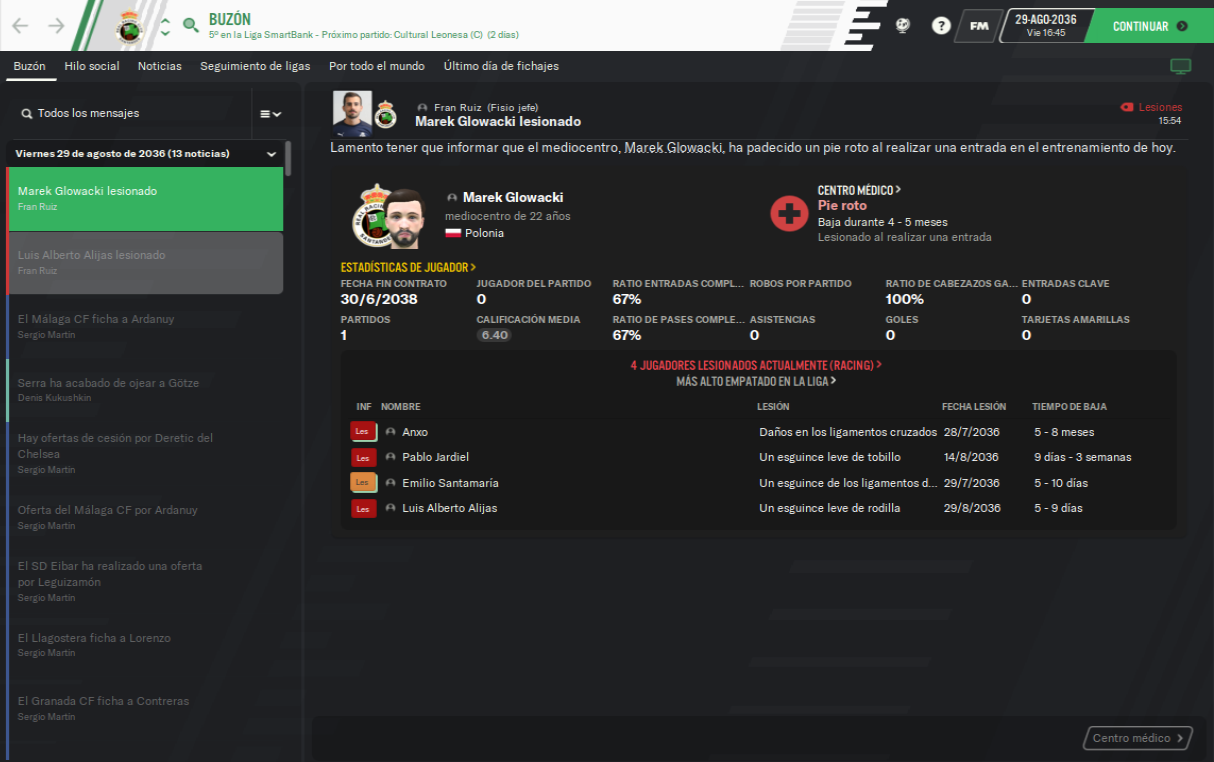 BUZÓN
5º en la Liga SmartBank - Próximo partido: Cultural Leonesa (C) (2 días)
FM
29-AGO-2036
Vie 16:45
CONTINUAR
Buzón
Hilo social
Noticias
Seguimiento de ligas
Por todo el mundo
Último día de fichajes
Todos los mensajes
Viernes 29 de agosto de 2036 (13 noticias)
Marek Glowacki lesionado
Fran Ruiz
Luis Alberto Alijas lesionado
Fran Ruiz
El Málaga CF ficha a Ardanuy
Sergio Martín
Serra ha acabado de ojear a Götze
Denis Kukushkin
Hay ofertas de cesión por Deretic del
Chelsea
Sergio Martín
Oferta del Málaga CF por Ardanuy
Sergio Martín
El SD Eibar ha realizado una oferta
por Leguizamón
Sergio Martín
El Llagostera ficha a Lorenzo
Sergio Martín
El Granada CF ficha a Contreras
Sergio Martín
Fran Ruiz (Fisio jefe)
Marek Glowacki lesionado
Lesiones
15:54
Lamento tener que informar que el mediocentro, Marek Glowacki, ha padecido un pie roto al realizar una entrada en el entrenamiento de hoy.
Marek Glowacki
mediocentro de 22 años
Polonia
CENTRO MÉDICO >
Pie roto
Baja durante 4 - 5 meses
Lesionado al realizar una entrada
ESTADÍSTICAS DE JUGADOR >
FECHA FIN CONTRATO JUGADOR DEL PARTIDO RATIO ENTRADAS COMPL... ROBOS POR PARTIDO RATIO DE CABEZAZOS GA... ENTRADAS CLAVE
30/6/2038 0 67% 100% 0
PARTIDOS CALIFICACIÓN MEDIA RATIO DE PASES COMPLE... ASISTENCIAS GOLES TARJETAS AMARILLAS
1 6.40 67% 0 0 0
4 JUGADORES LESIONADOS ACTUALMENTE (RACING) >
MÁS ALTO EMPATADO EN LA LIGA >
INF NOMBRE LESIÓN FECHA LESIÓN TIEMPO DE BAJA
Les Anxo Daños en los ligamentos cruzados 28/7/2036 5 - 8 meses
Les Pablo Jardiel Un esguince leve de tobillo 14/8/2036 9 días - 3 semanas
Les Emilio Santamaría Un esguince de los ligamentos d... 29/7/2036 5 - 10 días
Les Luis Alberto Alijas Un esguince leve de rodilla 29/8/2036 5 - 9 días
Centro médico >